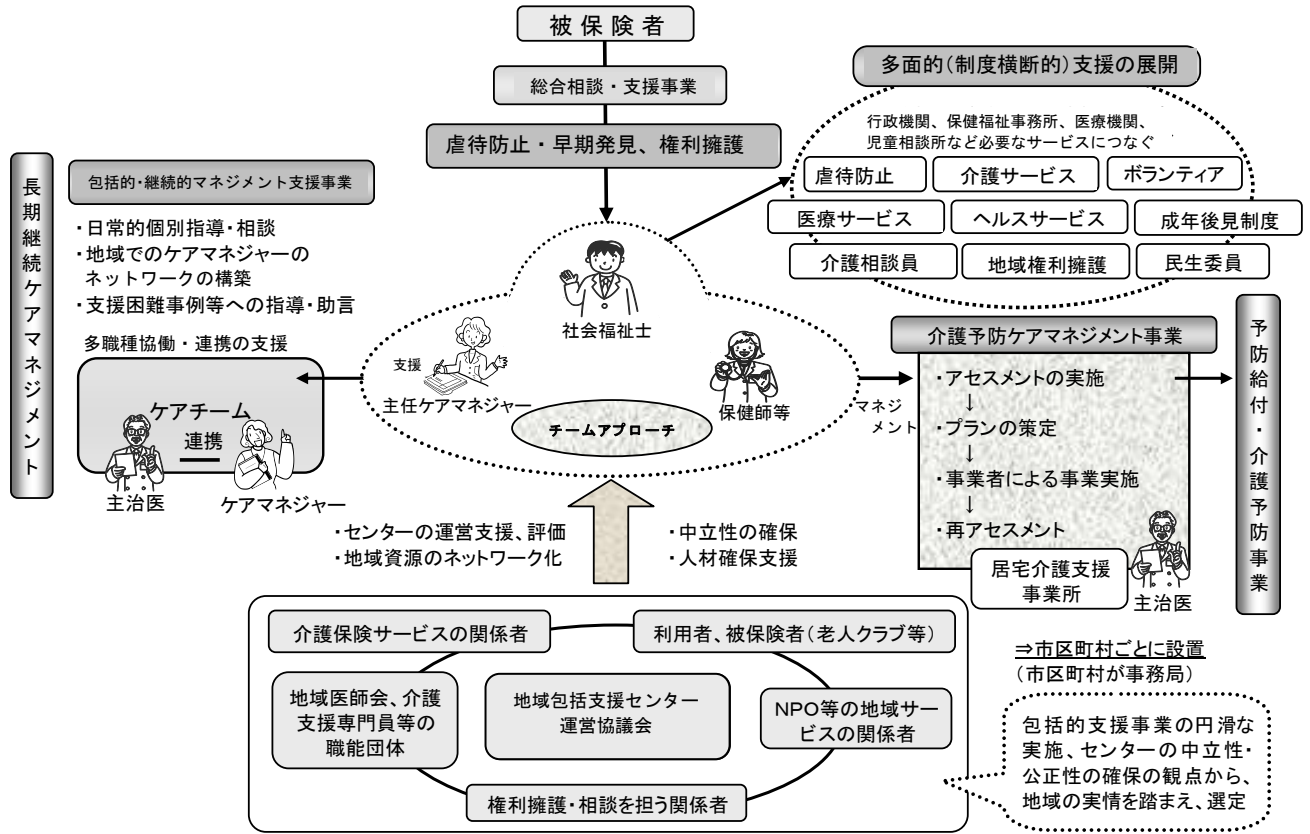 被保険者
総合相談・支援事業
虐待防止・早期発見、権利擁護
多面的(制度横断的)支援の展開
行政機関、保健福祉事務所、医療機関、
児童相談所など必要なサービスにつなぐ
虐待防止
介護サービス
ボランティア
医療サービス
ヘルスサービス
成年後見制度
介護相談員
地域権利擁護
民生委員
長期継続ケアマネジメント
包括的・継続的マネジメント支援事業
・日常的個別指導・相談
・地域でのケアマネジャーの
ネットワークの構築
・支援困難事例等への指導・助言
多職種協働・連携の支援
ケアチーム
連携
主治医
ケアマネジャー
社会福祉士
支援
主任ケアマネジャー
保健師等
チームアプローチ
マネジ
メント
介護予防ケアマネジメント事業
・アセスメントの実施
↓
・プランの策定
↓
・事業者による事業実施
↓
・再アセスメント
居宅介護支援
事業所
主治医
予防給付・介護予防事業
・センターの運営支援、評価
・地域資源のネットワーク化
・中立性の確保
・人材確保支援
介護保険サービスの関係者
利用者、被保険者(老人クラブ等)
地域医師会、介護
支援専門員等の
職能団体
地域包括支援センター
運営協議会
NPO等の地域サー
ビスの関係者
権利擁護・相談を担う関係者
⇒市区町村ごとに設置
(市区町村が事務局)
包括的支援事業の円滑な
実施、センターの中立性・
公正性の確保の観点から、
地域の実情を踏まえ、選定